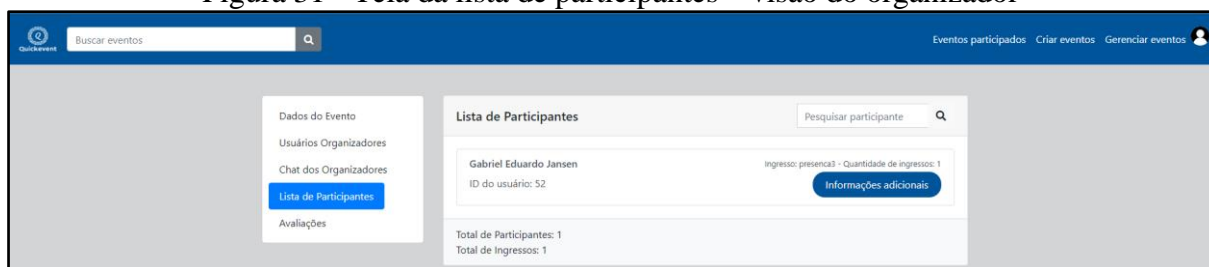 Figura 31 - Tela da lista de participantes – visão do organizador
Quickevent
Buscar eventos
Eventos participados Criar eventos Gerenciar eventos
Dados do Evento
Usuários Organizadores
Chat dos Organizadores
Lista de Participantes
Avaliações
Lista de Participantes
Pesquisar participante
Gabriel Eduardo Jansen
Ingresso: presenca3 - Quantidade de ingressos: 1
ID do usuário: 52
Informações adicionais
Total de Participantes: 1
Total de Ingressos: 1